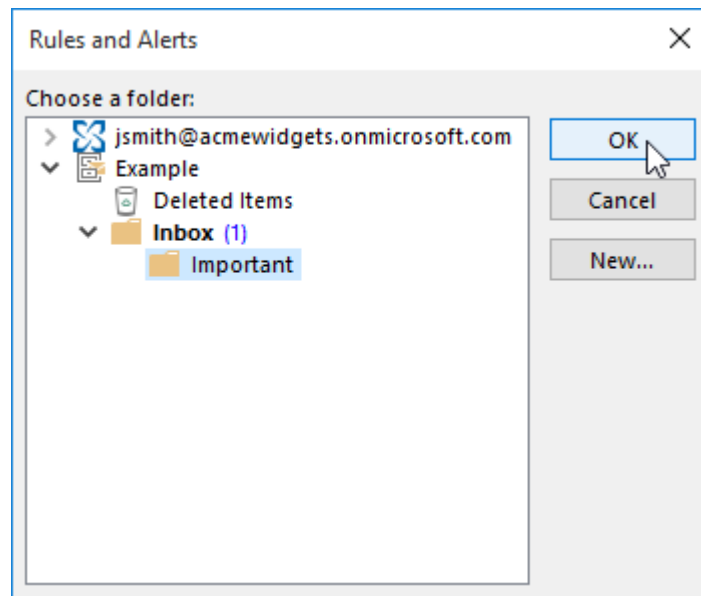 Rules and Alerts
Choose a folder:
jsmith@acmewidgets.onmicrosoft.com
Example
Deleted Items
Inbox (1)
Important
OK
Cancel
New...